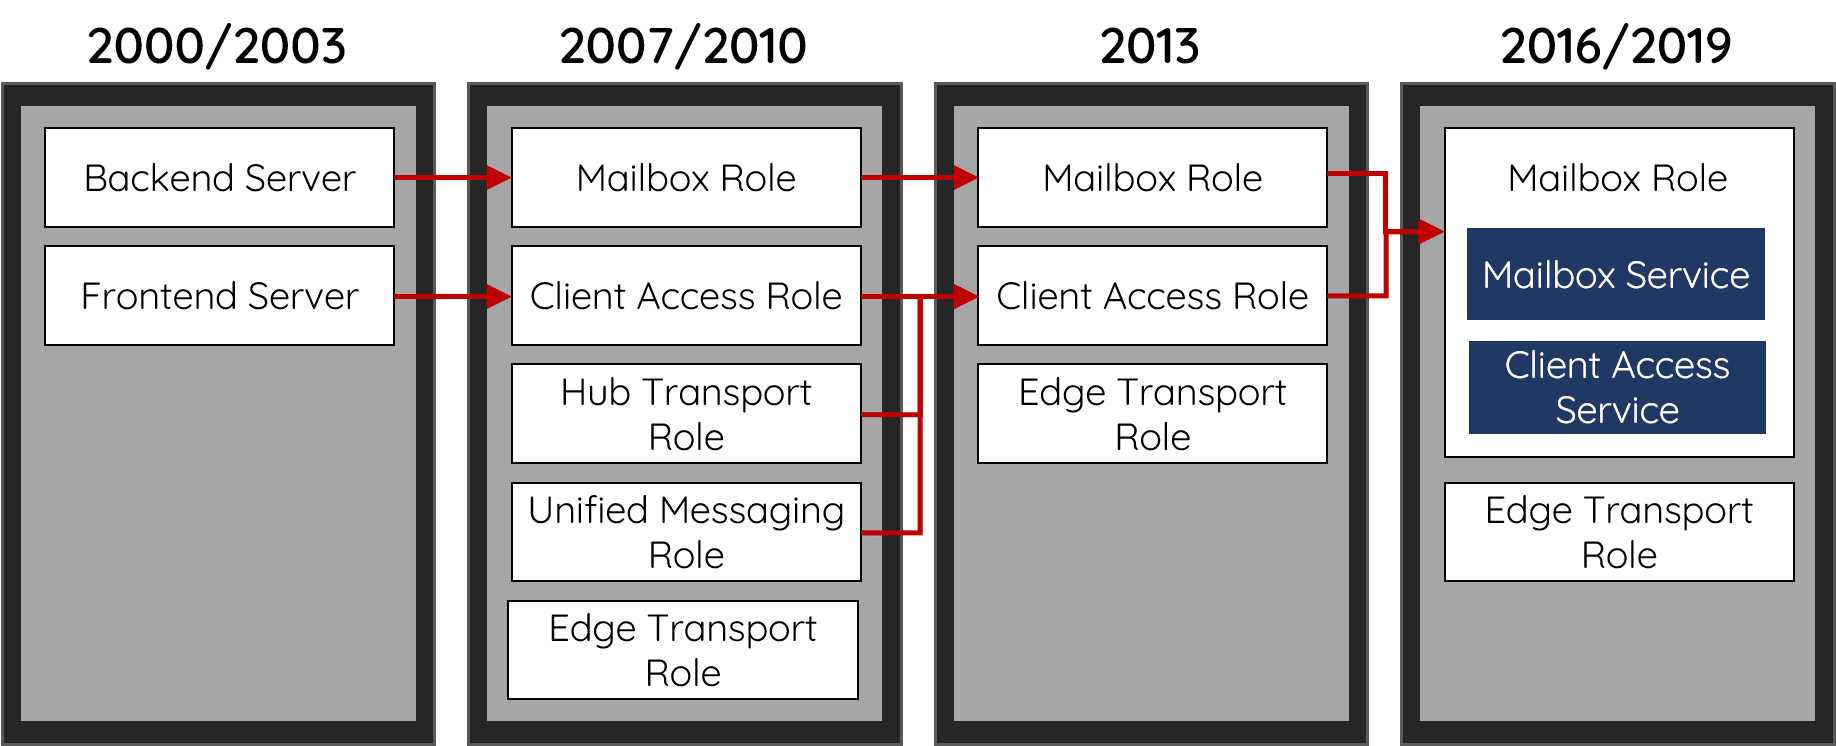 2000/2003
Backend Server
Frontend Server
2007/2010
Mailbox Role
Client Access Role
Hub Transport
Role
Unified Messaging
Role
Edge Transport
Role
2013
Mailbox Role
Client Access Role
Edge Transport
Role
2016/2019
Mailbox Role
Mailbox Service
Client Access
Service
Edge Transport
Role